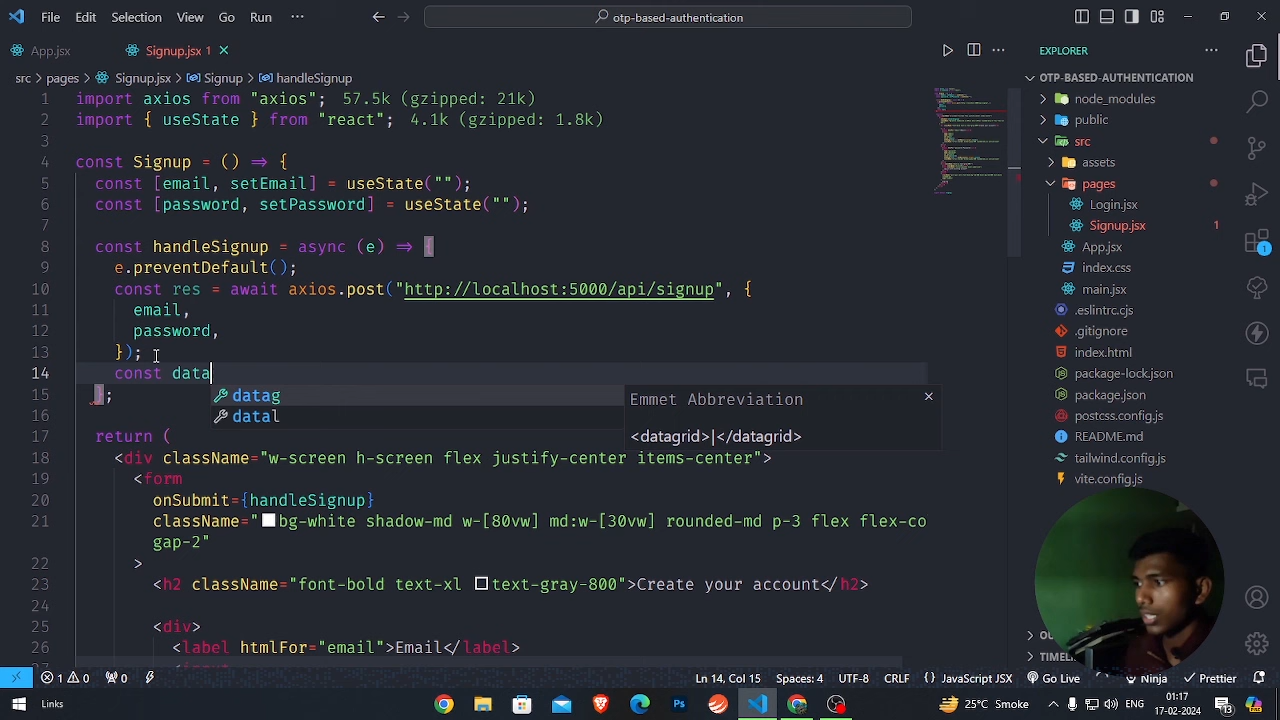 File Edit Selection View Go Run ··· otp-based-authentication
App.jsx Signup.jsx 1 EXPLORER
src > pages > Signup.jsx > Signup > handleSignup
OTP-BASED-AUTHENTICATION
1 import axios from "axios"; 57.5k (gripped: 21k)
2 import { useState } from "react"; 4.1k (gzipped: 1.8k)
3
4 const Signup = () => {
5 const [email, setEmail] = useState("");
6 const [password, setPassword] = useState("");
7
8 const handleSignup = async (e) => {
9 e.preventDefault();
10 const res = await axios.post("http://localhost:5000/api/signup", {
11 email,
12 password,
13 });
14 const data
15 };
16
17 return (
18 <div className="w-screen h-screen flex justify-center items-center">
19 <form
20 onSubmit={handleSignup}
21 className="bg-white shadow-md w-[80vw] md:w-[30vw] rounded-md p-3 flex flex-co
gap-2"
22 >
23 <h2 className="font-bold text-xl text-gray-800">Create your account</h2>
24
25 <div>
26 <label htmlFor="email">Email</label>
datag
datal
Emmet Abbreviation
<datagrid>|</datagrid>
node_modules
public
src
pages
Login.jsx
Signup.jsx 1
App.jsx
index.css
main.jsx
.eslintrc.cjs
.gitignore
index.html
package-lock.json
package.json
postcss.config.js
README.md
tailwind.config.js
vite.config.js
OU
TIMEL
1
1 0 0 Ln 14, Col 15 Spaces: 4 UTF-8 CRLF {} JavaScript JSX Go Live Ninja Prettier
Links 25°C Smoke ENG 01:17
17-02-2024